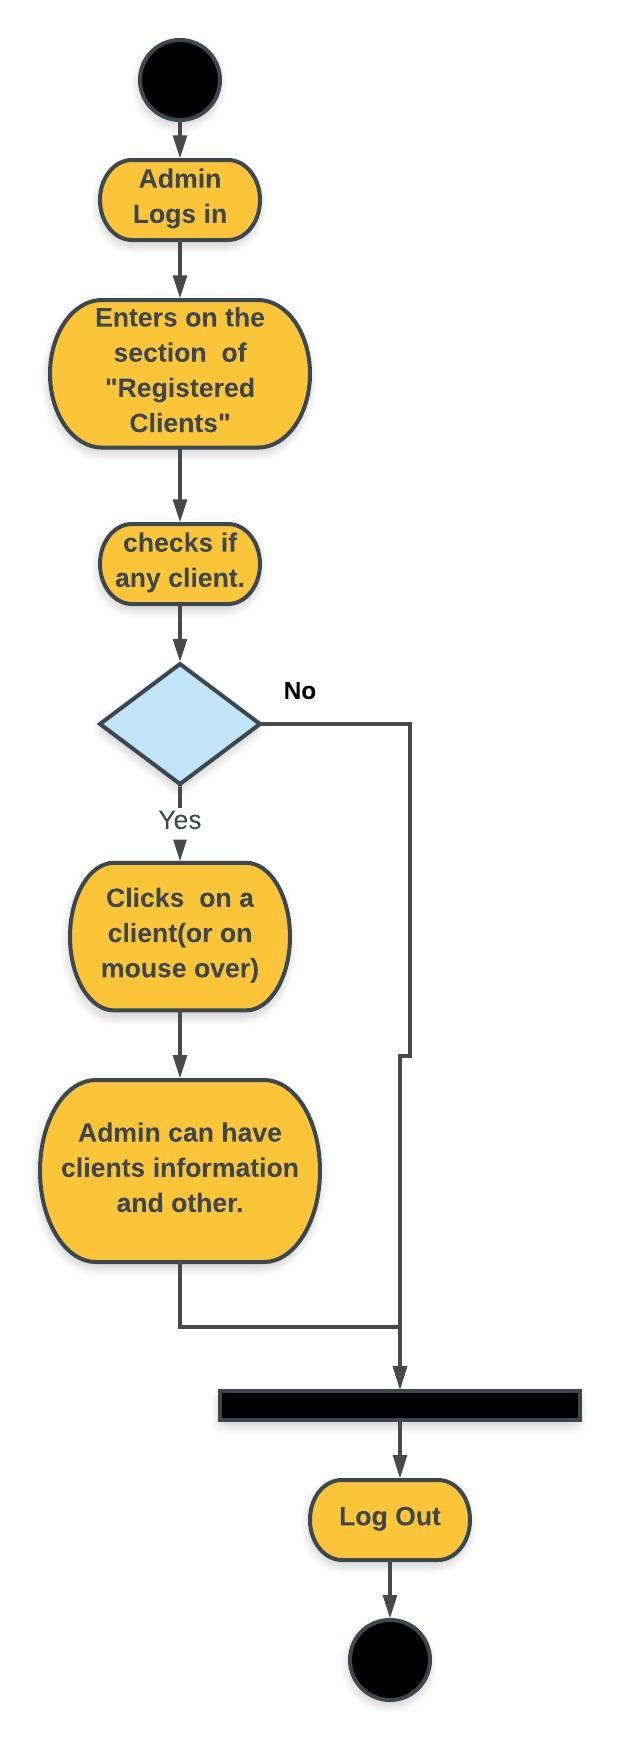 Admin
Logs in
Enters on the
section  of
"Registered
Clients"
checks if
any client.
No
Yes
Clicks  on a
client(or on
mouse over)
Admin can have
clients information
and other.
Log Out